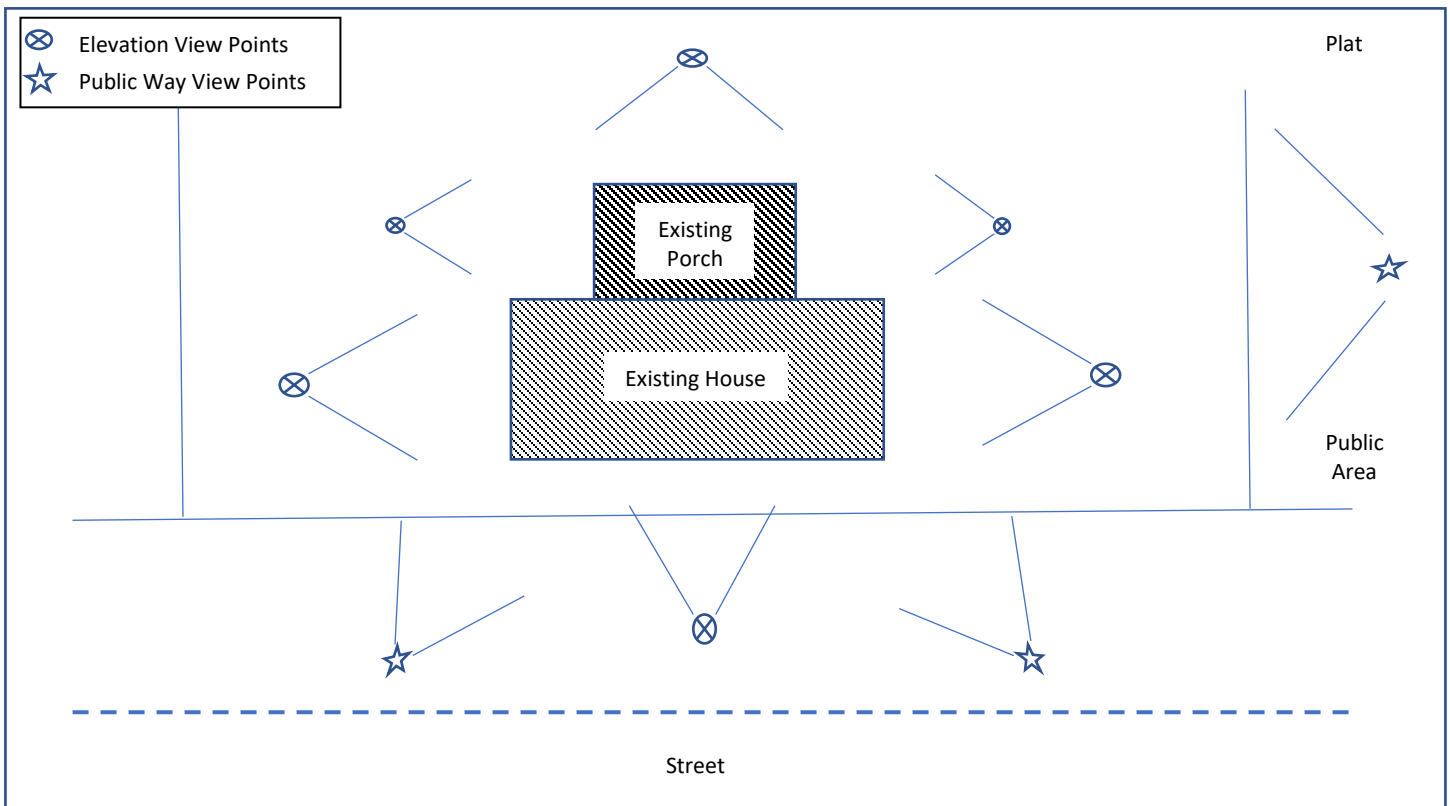 Elevation View Points
Public Way View Points
Plat
Existing
Porch
Existing House
Public
Area
Street